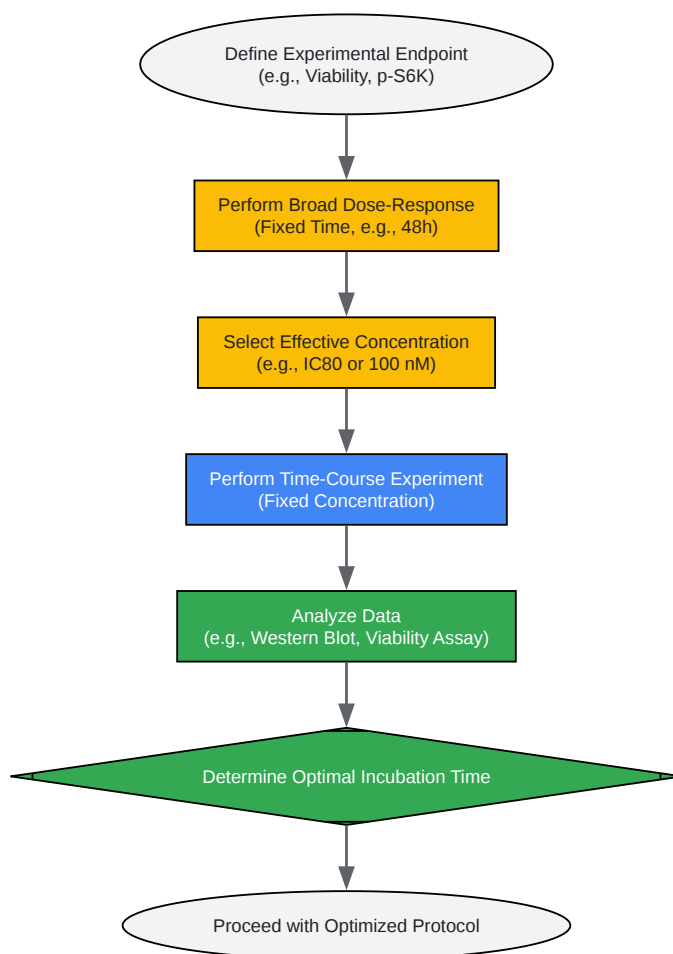 Define Experimental Endpoint
(e.g., Viability, p-S6K)
Perform Broad Dose-Response
(Fixed Time, e.g., 48h)
Select Effective Concentration
(e.g., IC80 or 100 nM)
Perform Time-Course Experiment
(Fixed Concentration)
Analyze Data
(e.g., Western Blot, Viability Assay)
Determine Optimal Incubation Time
Proceed with Optimized Protocol